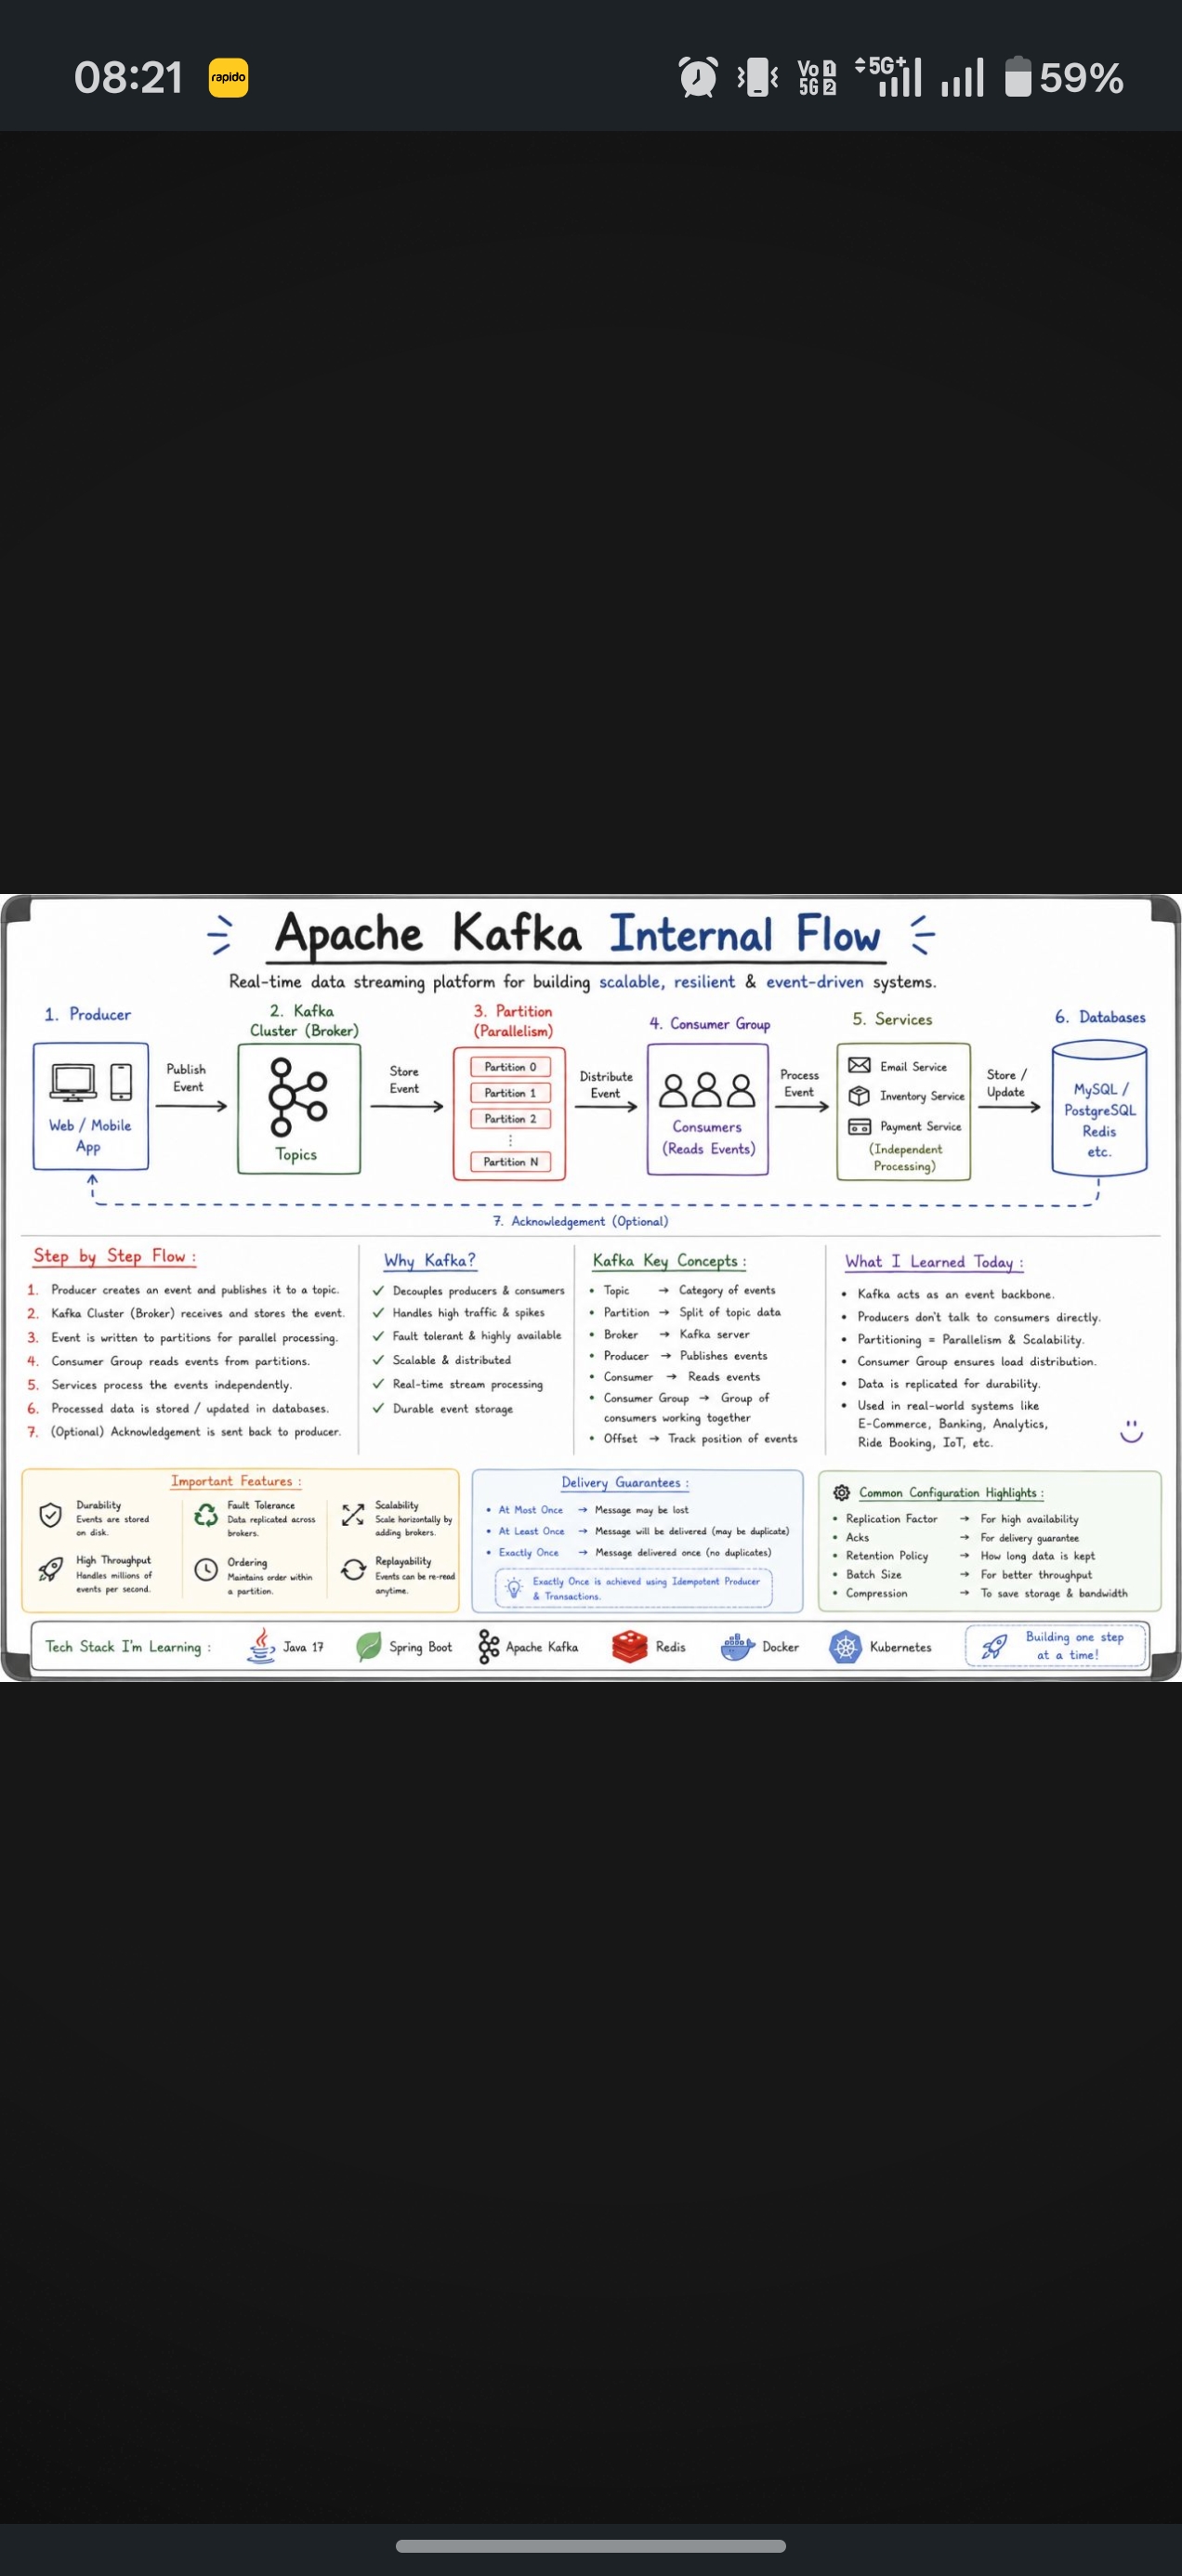 08:21
rapido
Vo 1
5G 2
5G+
59%
Apache Kafka Internal Flow
Real-time data streaming platform for building scalable, resilient & event-driven systems.
1. Producer
Web / Mobile
App
Publish
Event
2. Kafka
Cluster (Broker)
Topics
Store
Event
3. Partition
(Parallelism)
Partition 0
Partition 1
Partition 2
Partition N
Distribute
Event
4. Consumer Group
Consumers
(Reads Events)
Process
Event
5. Services
Email Service
Inventory Service
Payment Service
(Independent
Processing)
Store /
Update
6. Databases
MySQL /
PostgreSQL
Redis
etc.
7. Acknowledgement (Optional)
Step by Step Flow :
1. Producer creates an event and publishes it to a topic.
2. Kafka Cluster (Broker) receives and stores the event.
3. Event is written to partitions for parallel processing.
4. Consumer Group reads events from partitions.
5. Services process the events independently.
6. Processed data is stored / updated in databases.
7. (Optional) Acknowledgement is sent back to producer.
Why Kafka?
✓ Decouples producers & consumers
✓ Handles high traffic & spikes
✓ Fault tolerant & highly available
✓ Scalable & distributed
✓ Real-time stream processing
✓ Durable event storage
Kafka Key Concepts :
• Topic → Category of events
• Partition → Split of topic data
• Broker → Kafka server
• Producer → Publishes events
• Consumer → Reads events
• Consumer Group → Group of
consumers working together
• Offset → Track position of events
What I Learned Today :
• Kafka acts as an event backbone.
• Producers don't talk to consumers directly.
• Partitioning = Parallelism & Scalability.
• Consumer Group ensures load distribution.
• Data is replicated for durability.
• Used in real-world systems like
E-Commerce, Banking, Analytics,
Ride Booking, IoT, etc.
Important Features :
Durability
Events are stored
on disk.
Fault Tolerance
Data replicated across
brokers.
Scalability
Scale horizontally by
adding brokers.
High Throughput
Handles millions of
events per second.
Ordering
Maintains order within
a partition.
Replayability
Events can be re-read
anytime.
Delivery Guarantees :
• At Most Once → Message may be lost
• At Least Once → Message will be delivered (may be duplicate)
• Exactly Once → Message delivered once (no duplicates)
Exactly Once is achieved using Idempotent Producer
& Transactions.
Common Configuration Highlights :
• Replication Factor → For high availability
• Acks → For delivery guarantee
• Retention Policy → How long data is kept
• Batch Size → For better throughput
• Compression → To save storage & bandwidth
Tech Stack I'm Learning :
Java 17
Spring Boot
Apache Kafka
Redis
Docker
Kubernetes
Building one step
at a time!